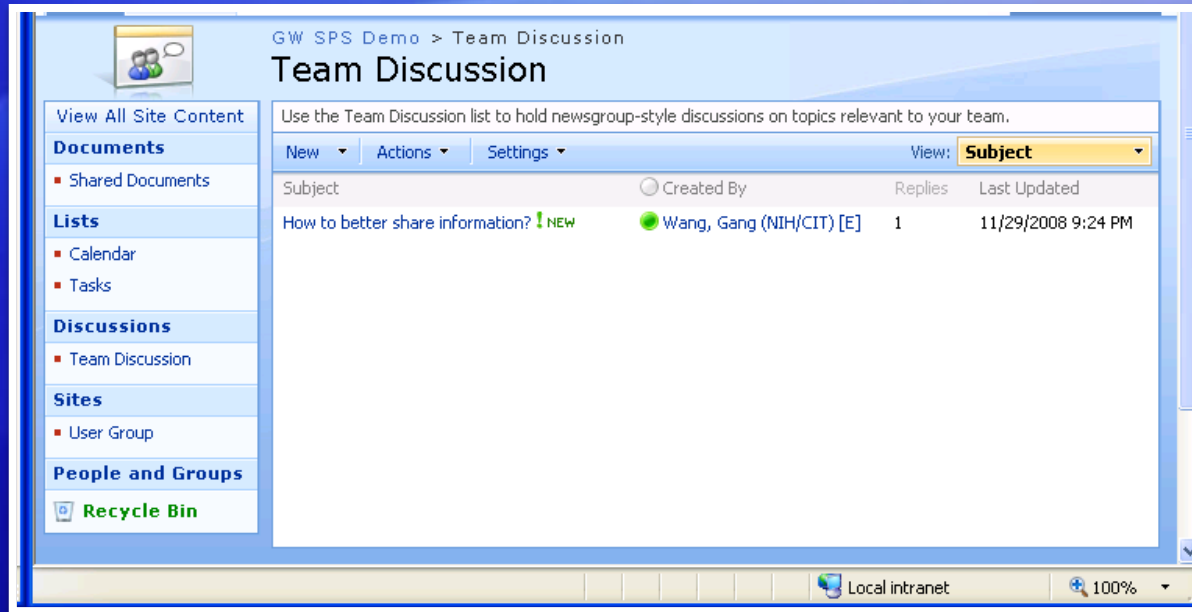 GW SPS Demo > Team Discussion
Team Discussion
View All Site Content
Documents
Shared Documents
Lists
Calendar
Tasks
Discussions
Team Discussion
Sites
User Group
People and Groups
Recycle Bin
Use the Team Discussion list to hold newsgroup-style discussions on topics relevant to your team.
New Actions Settings View: Subject
Subject Created By Replies Last Updated
How to better share information? ! NEW Wang, Gang (NIH/CIT) [E] 1 11/29/2008 9:24 PM
Local intranet 100%